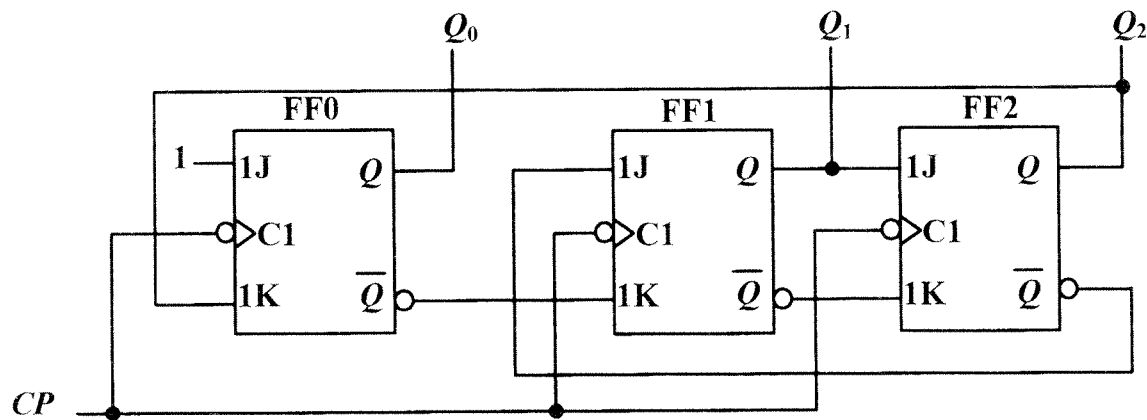 Q₀ Q₁ Q₂
FF0 FF1 FF2
1 1J Q 1J Q 1J Q
C1 C1 C1
1K Q̅ 1K Q̅ 1K Q̅
CP